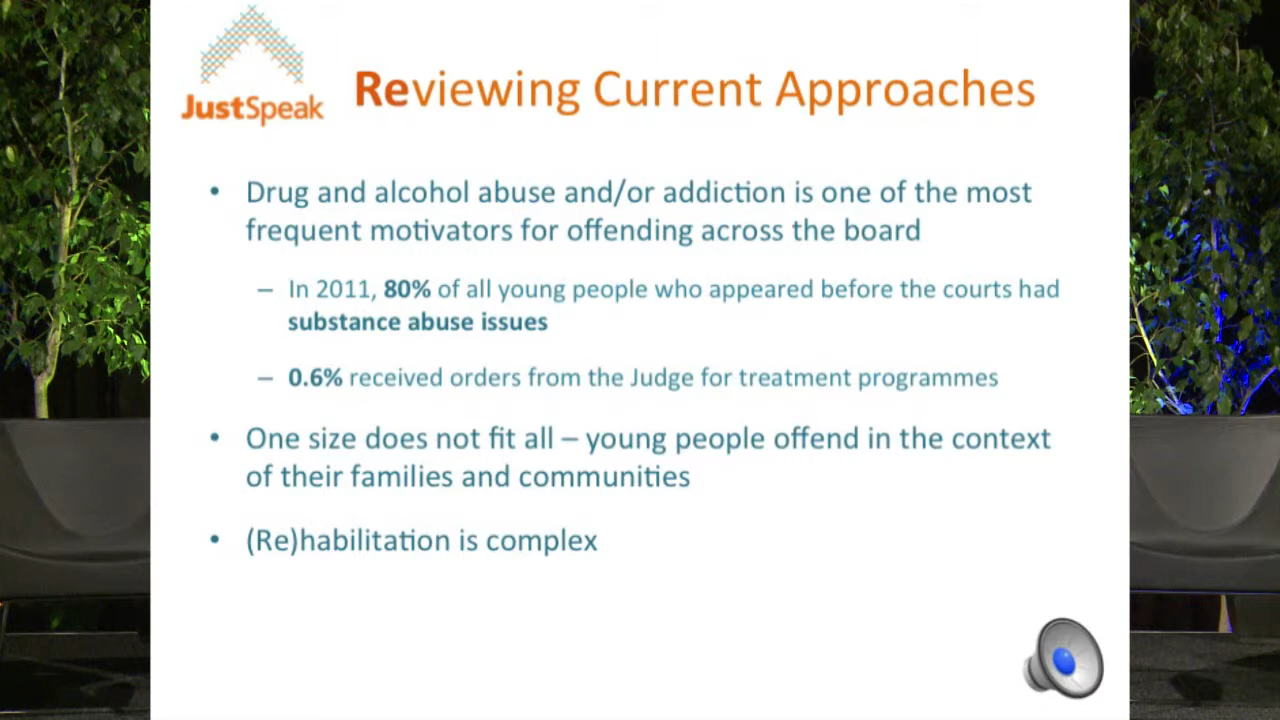 JustSpeak
Reviewing Current Approaches
• Drug and alcohol abuse and/or addiction is one of the most
frequent motivators for offending across the board
– In 2011, 80% of all young people who appeared before the courts had
substance abuse issues
– 0.6% received orders from the Judge for treatment programmes
• One size does not fit all – young people offend in the context
of their families and communities
• (Re)habilitation is complex